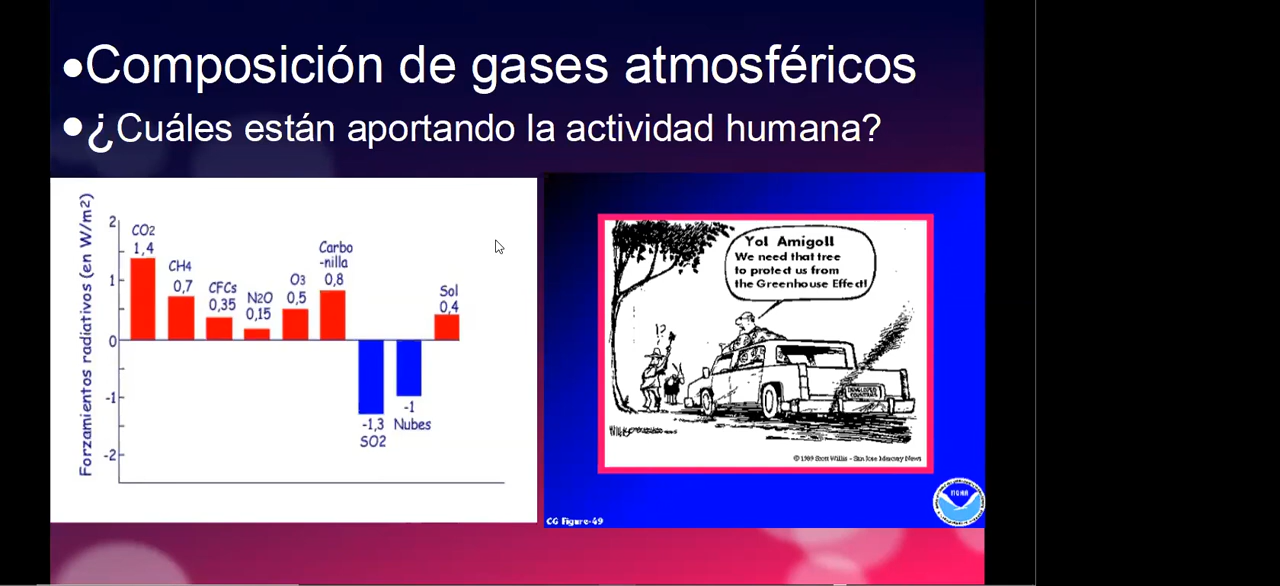 •Composición de gases atmosféricos
•¿Cuáles están aportando la actividad humana?
Forzamientos radiativos (en W/m2)
2
1
0
-1
-2
CO2
1,4
CH4
0,7
CFCs
0,35
N2O
0,15
O3
0,5
Carbo
-nilla
0,8
-1,3
SO2
-1
Nubes
Sol
0,4
Yo! Amigo!!
We need that tree
to protect us from
the Greenhouse Effect!
!?
DEVELOPED
COUNTRIES
© 1989 Scott Willis - San Jose Mercury News
CG Figure-49